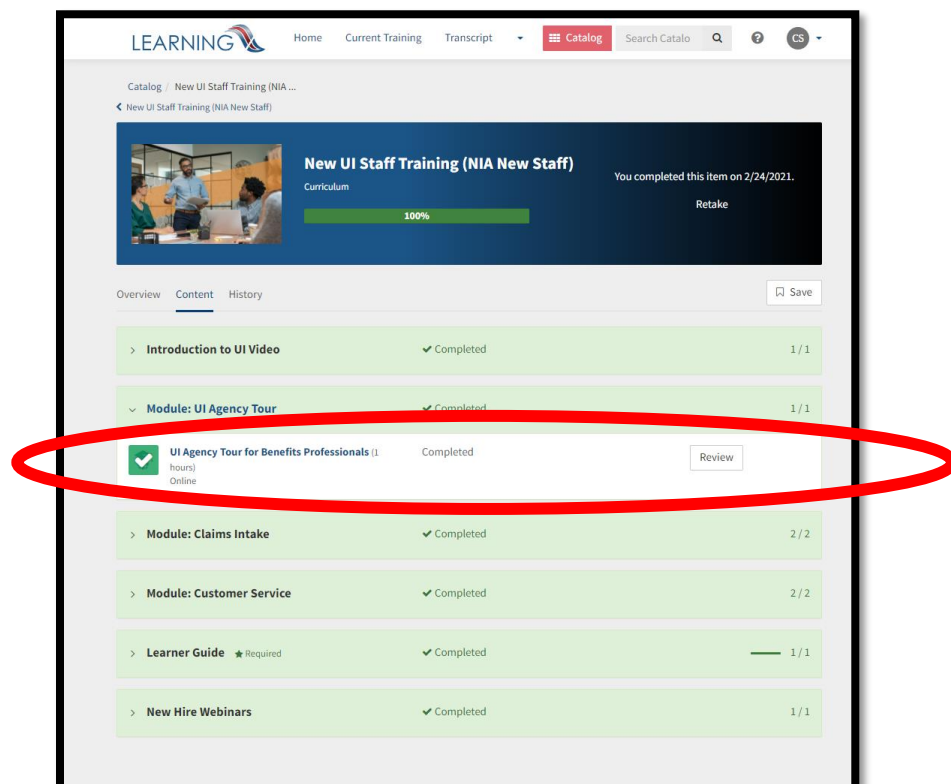 LEARNING
Home Current Training Transcript Catalog Search Catalo CS
Catalog / New UI Staff Training (NIA ...
New UI Staff Training (NIA New Staff)
New UI Staff Training (NIA New Staff)
Curriculum
100%
You completed this item on 2/24/2021.
Retake
Overview Content History Save
Introduction to UI Video Completed 1 / 1
Module: UI Agency Tour Completed 1 / 1
UI Agency Tour for Benefits Professionals (1 Completed Review
hours)
Online
Module: Claims Intake Completed 2 / 2
Module: Customer Service Completed 2 / 2
Learner Guide Required Completed 1 / 1
New Hire Webinars Completed 1 / 1